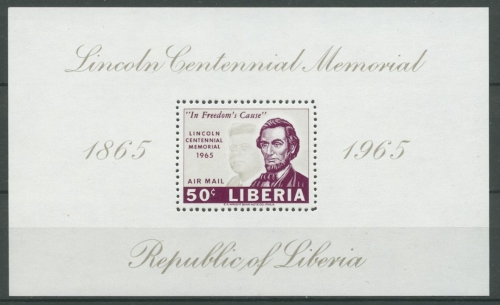 Lincoln Centennial Memorial
1865
1965
"In Freedom's Cause"
LINCOLN
CENTENNIAL
MEMORIAL
1965
AIR MAIL
50¢ LIBERIA
Republic of Liberia